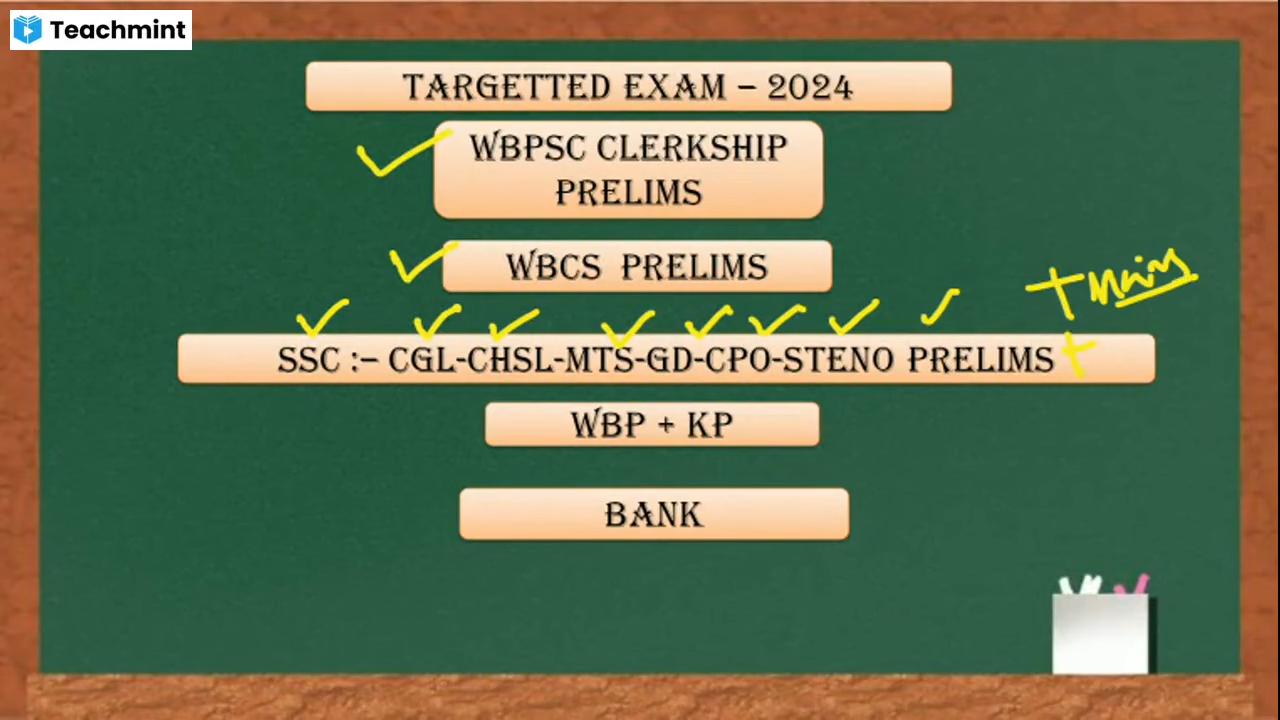 Teachmint
TARGETTED EXAM – 2024
WBPSC CLERKSHIP
PRELIMS
WBCS PRELIMS
+ Mains
SSC :– CGL-CHSL-MTS-GD-CPO-STENO PRELIMS +
WBP + KP
BANK